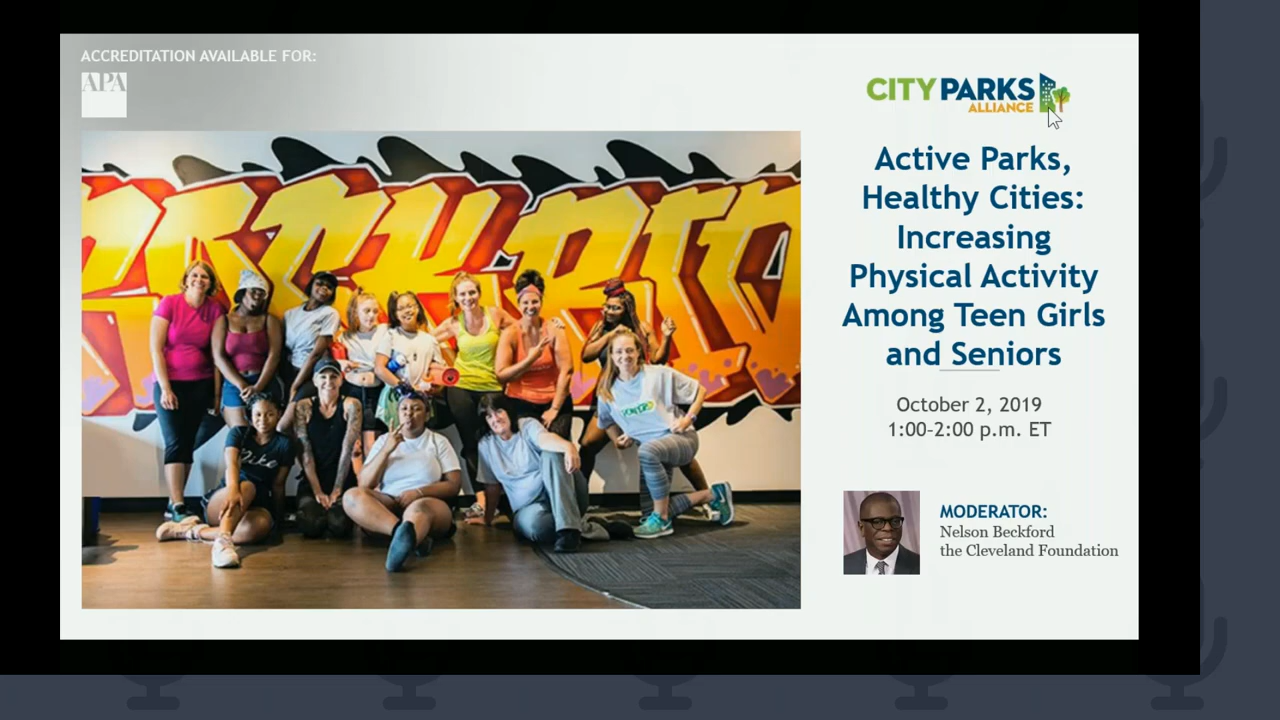 ACCREDITATION AVAILABLE FOR:
APA
CITY PARKS
ALLIANCE
Active Parks,
Healthy Cities:
Increasing
Physical Activity
Among Teen Girls
and Seniors
October 2, 2019
1:00-2:00 p.m. ET
MODERATOR:
Nelson Beckford
the Cleveland Foundation